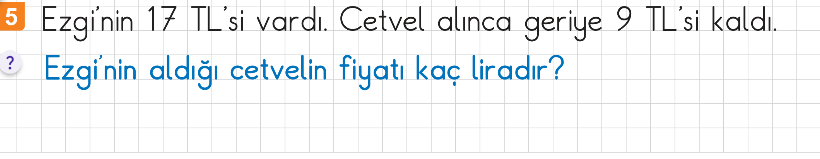 5 Ezgi'nin 17 TL'si vardı. Cetvel alınca geriye 9 TL'si kaldı.
? Ezgi'nin aldığı cetvelin fiyatı kaç liradır?